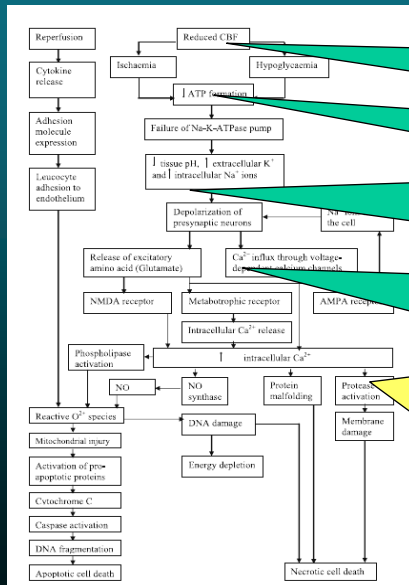 Reperfusion
Reduced CBF
Cytokine
release
Ischaemia
Hypoglycaemia
Adhesion
molecule
expression
ATP formation
Failure of Na-K-ATPase pump
Leucocyte
adhesion to
endothelium
tissue pH, ↑ extracellular K⁺
and ↑ intracellular Na⁺ ions
Depolarization of
presynaptic neurons
the cell
Release of excitatory
amino acid (Glutamate)
influx through voltage-
calcium channels
NMDA receptor
Metabotrophic receptor
AMPA
Intracellular Ca²⁺ release
↑ intracellular Ca²⁺
Phospholipase
activation
NO
NO
synthase
Protein
malfolding
Protease
activation
Reactive O²⁺ species
DNA damage
Membrane
damage
Mitochondrial injury
Energy depletion
Activation of pro-
apoptotic proteins
Cytochrome C
Caspase activation
DNA fragmentation
Apoptotic cell death
Necrotic cell death